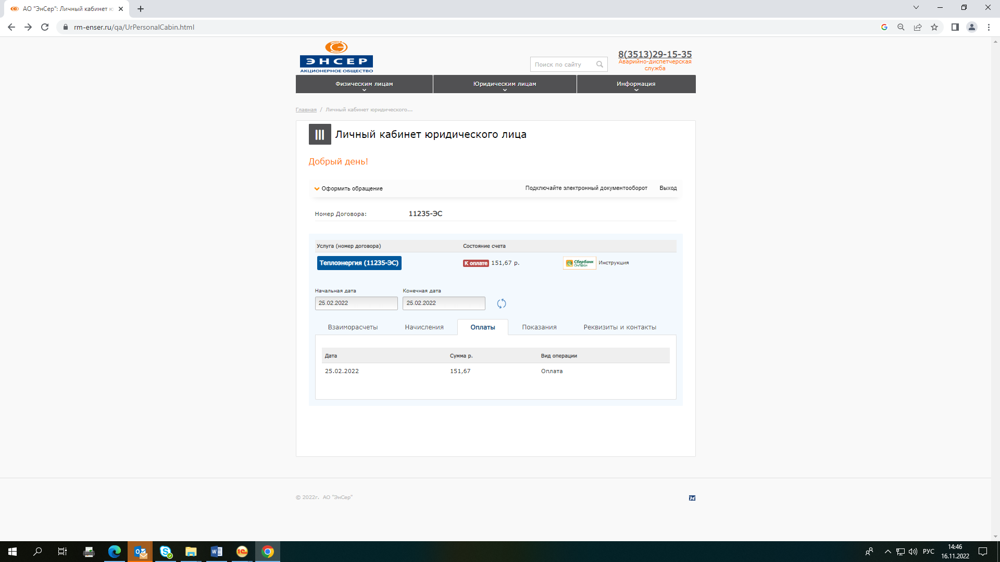 АО "ЭнСер": Личный кабинет ю
rm-enser.ru/qa/UrPersonalCabin.html
ЭНСЕР
АКЦИОНЕРНОЕ ОБЩЕСТВО
Поиск по сайту
8(3513)29-15-35
Аварийно-диспетчерская
служба
Физическим лицам
Юридическим лицам
Информация
Главная / Личный кабинет юридического...
Личный кабинет юридического лица
Добрый день!
Оформить обращение
Подключайте электронный документооборот
Выход
Номер Договора: 11235-ЭС
Услуга (номер договора) Состояние счета
Теплоэнергия (11235-ЭС) К оплате 151,67 р. Сбербанк Онлайн Инструкция
Начальная дата Конечная дата
25.02.2022 25.02.2022
Взаиморасчеты Начисления Оплаты Показания Реквизиты и контакты
Дата Сумма р. Вид операции
25.02.2022 151,67 Оплата
© 2022г. АО "ЭнСер"
РУС
14:46
16.11.2022